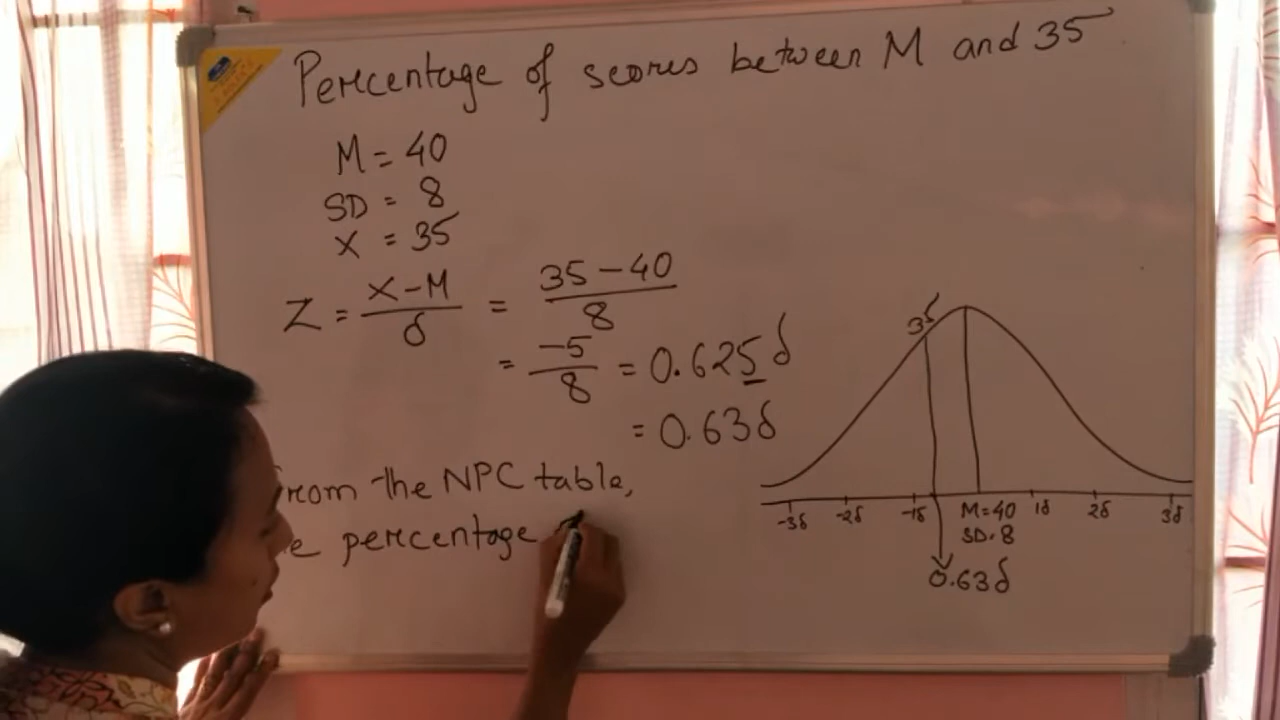 Percentage of scores between M and 35
M = 40
SD = 8
X = 35
Z = X-M / σ = 35-40 / 8
= -5 / 8 = 0.625σ
= 0.63σ
rom the NPC table,
e percentage
35
-3σ -2σ -1σ M=40 1σ 2σ 3σ
SD.8
0.63σ